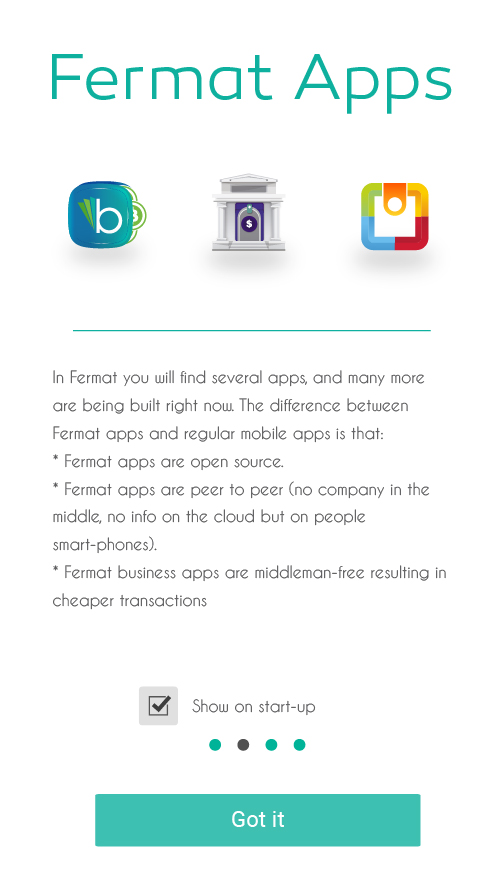 Fermat Apps
b
$
In Fermat you will find several apps, and many more
are being built right now. The difference between
Fermat apps and regular mobile apps is that:
* Fermat apps are open source.
* Fermat apps are peer to peer (no company in the
middle, no info on the cloud but on people
smart-phones).
* Fermat business apps are middleman-free resulting in
cheaper transactions
Show on start-up
Got it